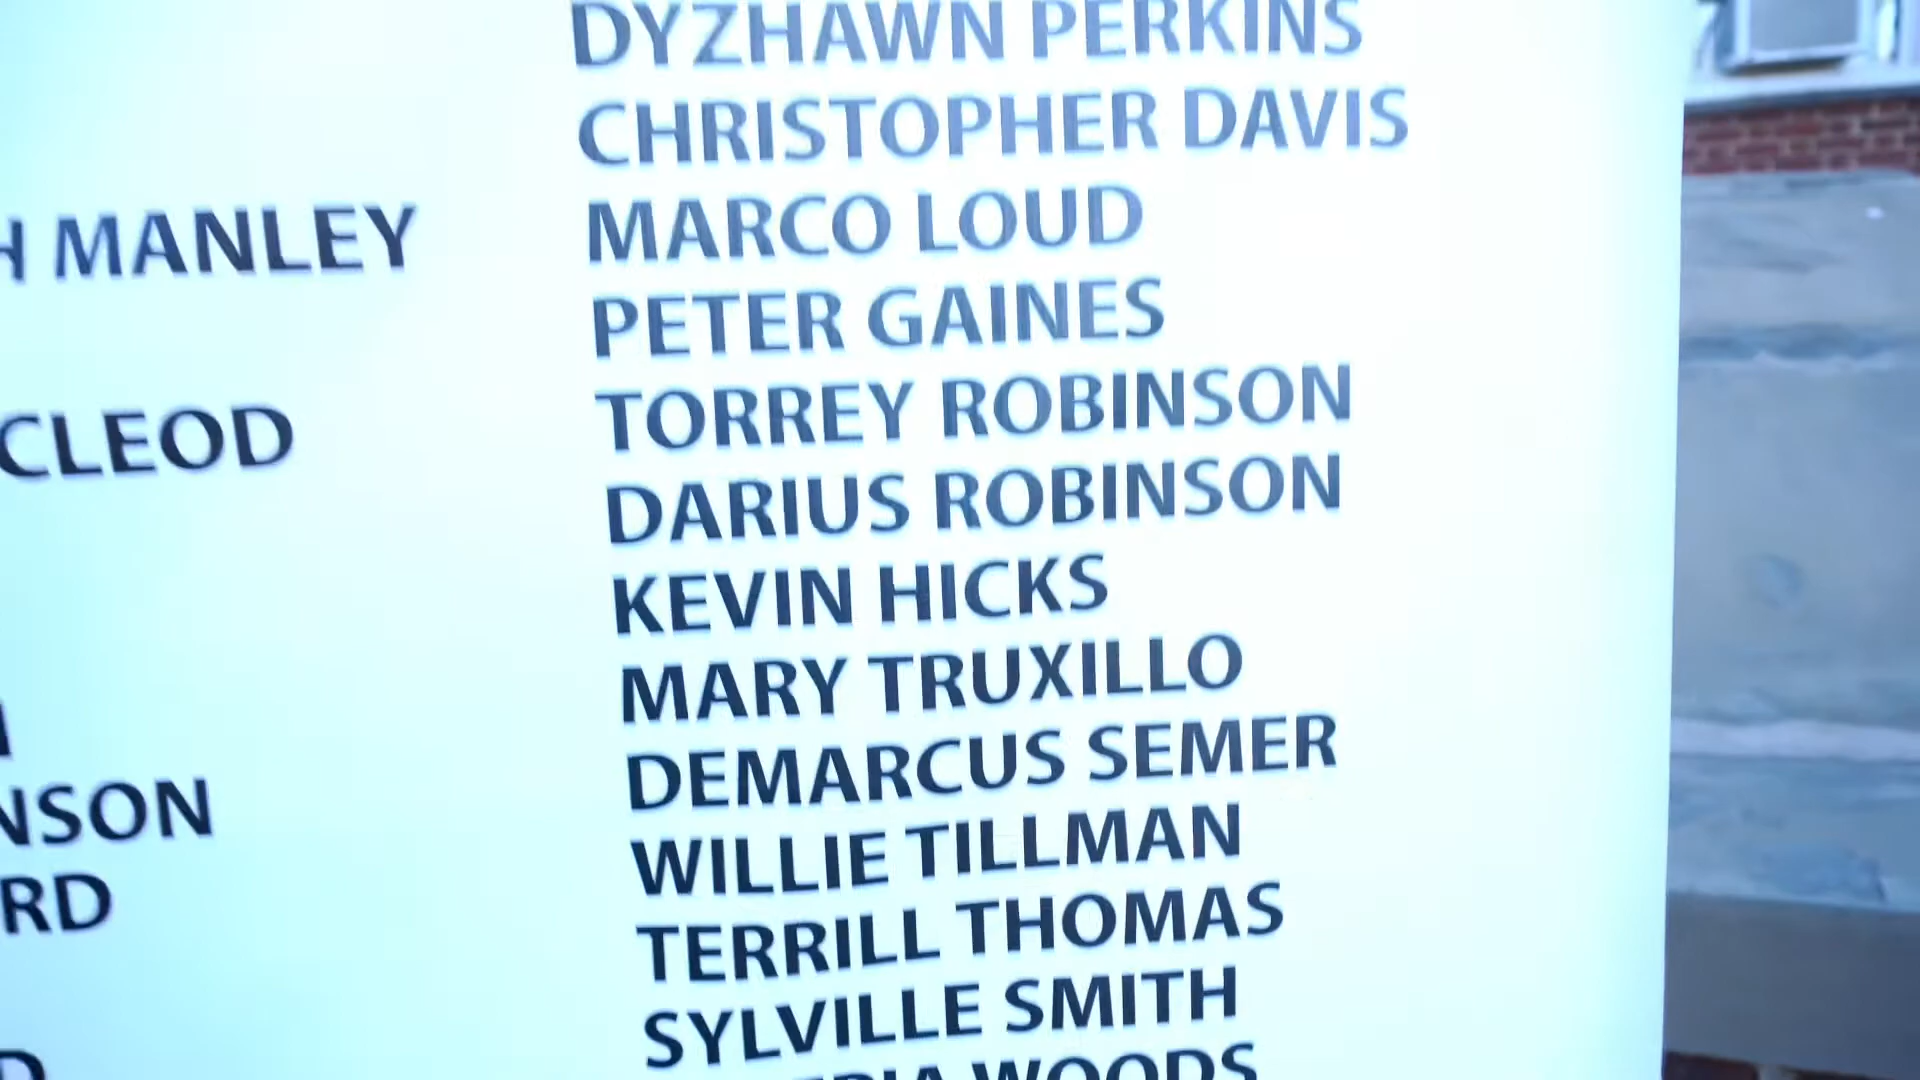 MANLEY
CLEOD
NSON
RD
DYZHAWN PERKINS
CHRISTOPHER DAVIS
MARCO LOUD
PETER GAINES
TORREY ROBINSON
DARIUS ROBINSON
KEVIN HICKS
MARY TRUXILLO
DEMARCUS SEMER
WILLIE TILLMAN
TERRILL THOMAS
SYLVILLE SMITH
WOODS